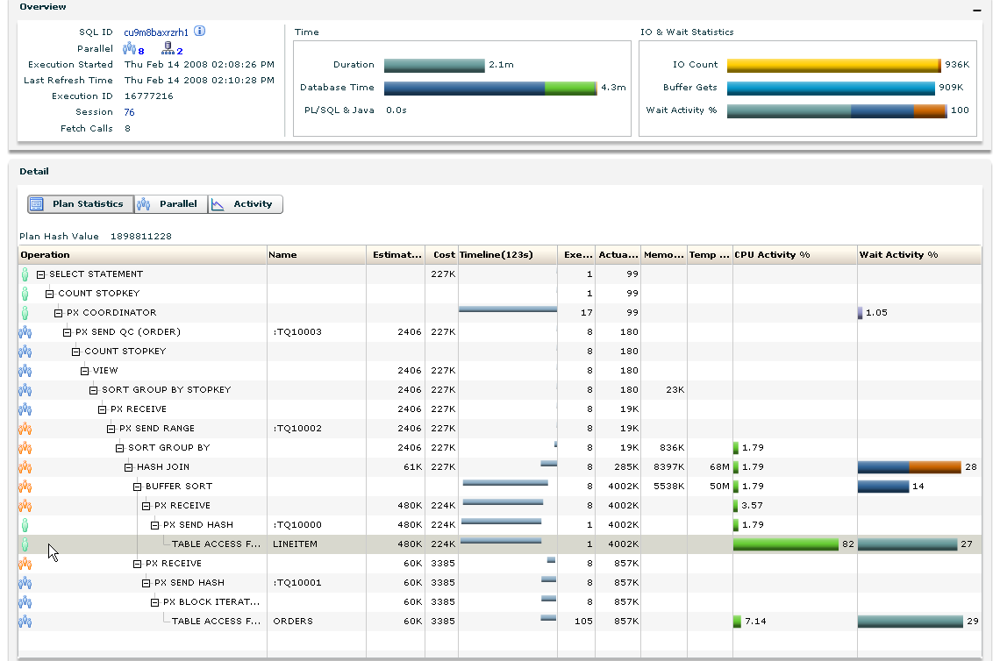 Overview
SQL ID cu9m8baxrzrh1
Parallel 8 2
Execution Started Thu Feb 14 2008 02:08:26 PM
Last Refresh Time Thu Feb 14 2008 02:10:28 PM
Execution ID 16777216
Session 76
Fetch Calls 8
Time
Duration 2.1m
Database Time 4.3m
PL/SQL & Java 0.0s
IO & Wait Statistics
IO Count 936K
Buffer Gets 909K
Wait Activity % 100
Detail
Plan Statistics Parallel Activity
Plan Hash Value 1898811228
Operation Name Estimat... Cost Timeline(123s) Exe... Actua... Memo... Temp ... CPU Activity % Wait Activity %
SELECT STATEMENT 227K 1 99
COUNT STOPKEY 1 99
PX COORDINATOR 17 99 1.05
PX SEND QC (ORDER) :TQ10003 2406 227K 8 180
COUNT STOPKEY 8 180
VIEW 2406 227K 8 180
SORT GROUP BY STOPKEY 2406 227K 8 180 23K
PX RECEIVE 2406 227K 8 19K
PX SEND RANGE :TQ10002 2406 227K 8 19K
SORT GROUP BY 2406 227K 8 19K 836K 1.79
HASH JOIN 61K 227K 8 285K 8397K 68M 1.79 28
BUFFER SORT 8 4002K 5538K 50M 1.79 14
PX RECEIVE 480K 224K 8 4002K 3.57
PX SEND HASH :TQ10000 480K 224K 1 4002K 1.79
TABLE ACCESS F... LINEITEM 480K 224K 1 4002K 82 27
PX RECEIVE 60K 3385 8 857K
PX SEND HASH :TQ10001 60K 3385 8 857K
PX BLOCK ITERAT... 60K 3385 8 857K
TABLE ACCESS F... ORDERS 60K 3385 105 857K 7.14 29